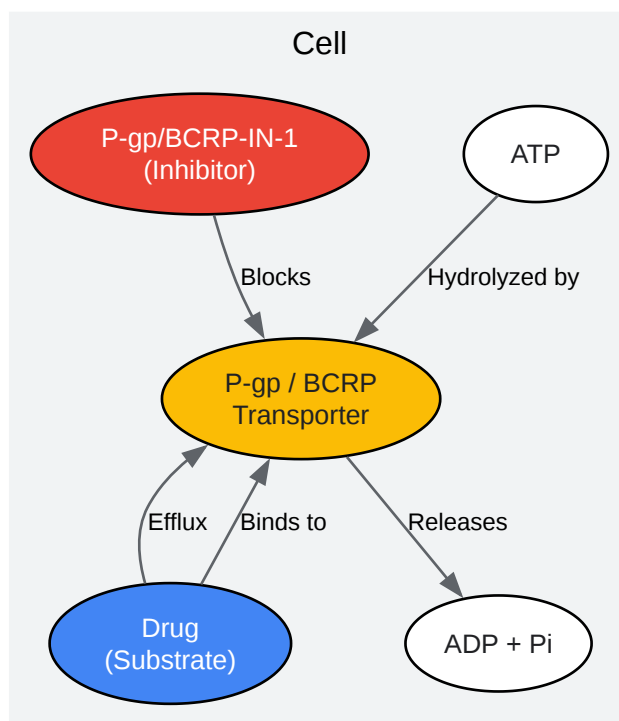 Cell
P-gp/BCRP-IN-1
(Inhibitor)
ATP
Blocks
Hydrolyzed by
P-gp / BCRP
Transporter
Efflux
Binds to
Releases
Drug
(Substrate)
ADP + Pi